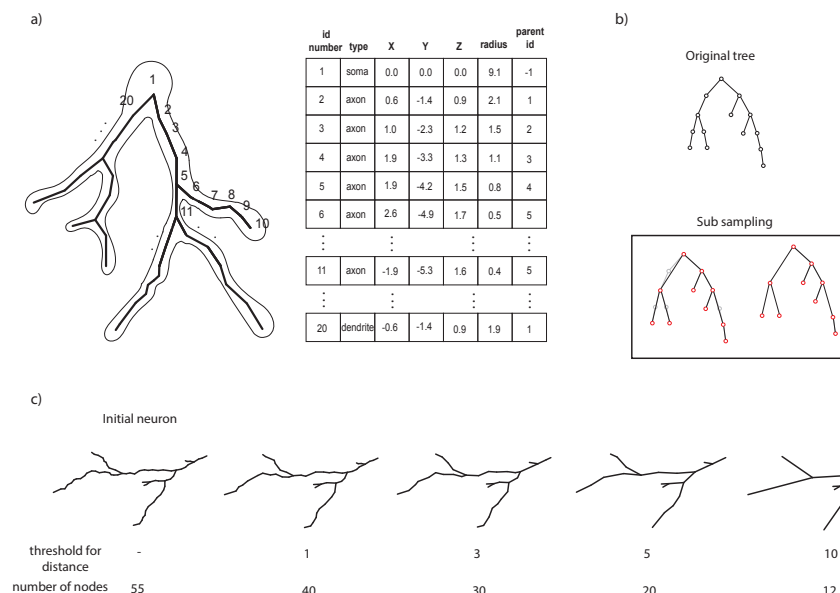 a)
1
20
2
3
4
5
6
7
8
9
10
11
id number type X Y Z radius parent id
1 soma 0.0 0.0 0.0 9.1 -1
2 axon 0.6 -1.4 0.9 2.1 1
3 axon 1.0 -2.3 1.2 1.5 2
4 axon 1.9 -3.3 1.3 1.1 3
5 axon 1.9 -4.2 1.5 0.8 4
6 axon 2.6 -4.9 1.7 0.5 5
11 axon -1.9 -5.3 1.6 0.4 5
20 dendrite -0.6 -1.4 0.9 1.9 1
b)
Original tree
Sub sampling
c)
Initial neuron
threshold for distance - 1 3 5 10
number of nodes 55 40 30 20 12